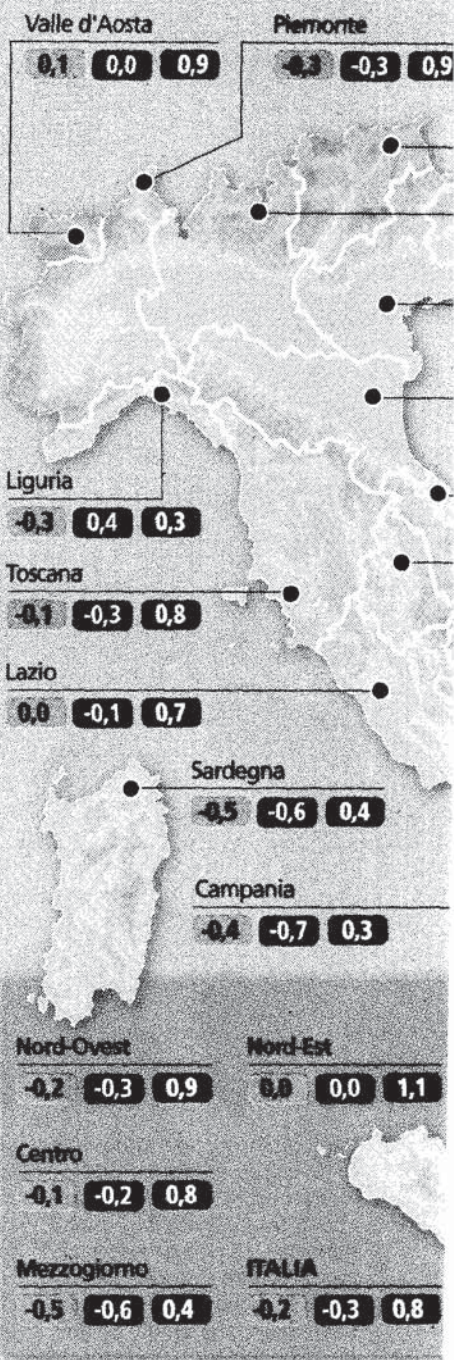 Valle d'Aosta
0,1 0,0 0,9
Piemonte
-0,3 -0,3 0,9
Liguria
-0,3 0,4 0,3
Toscana
-0,1 -0,3 0,8
Lazio
0,0 -0,1 0,7
Sardegna
-0,5 -0,6 0,4
Campania
-0,4 -0,7 0,3
Nord-Ovest
-0,2 -0,3 0,9
Nord-Est
0,0 0,0 1,1
Centro
-0,1 -0,2 0,8
Mezzogiorno
-0,5 -0,6 0,4
ITALIA
-0,2 -0,3 0,8